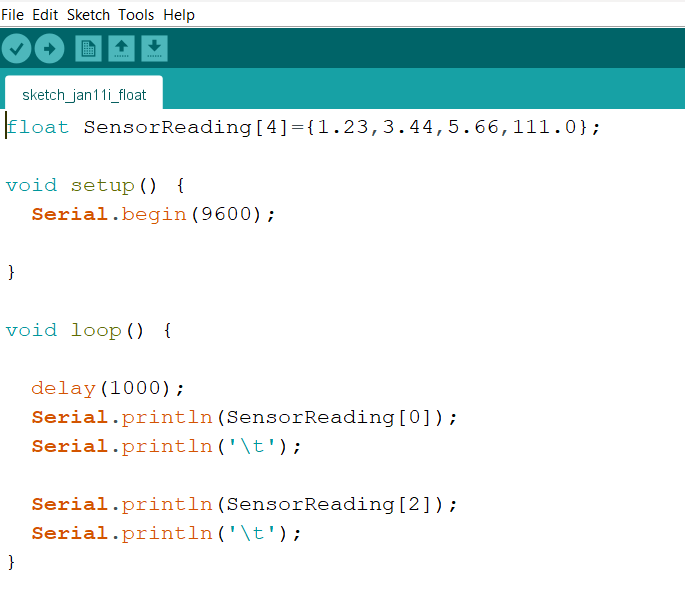 File Edit Sketch Tools Help
sketch_jan11i_float
float SensorReading[4]={1.23,3.44,5.66,111.0};
void setup() {
Serial.begin(9600);
}
void loop() {
delay(1000);
Serial.println(SensorReading[0]);
Serial.println('\t');
Serial.println(SensorReading[2]);
Serial.println('\t');
}